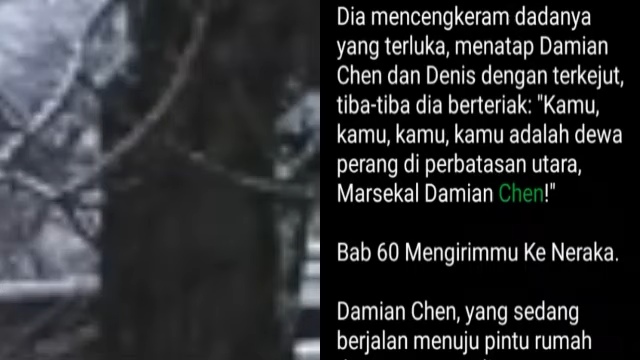 Dia mencengkeram dadanya
yang terluka, menatap Damian
Chen dan Denis dengan terkejut,
tiba-tiba dia berteriak: "Kamu,
kamu, kamu, kamu adalah dewa
perang di perbatasan utara,
Marsekal Damian Chen!"
Bab 60 Mengirimmu Ke Neraka.
Damian Chen, yang sedang
berjalan menuju pintu rumah